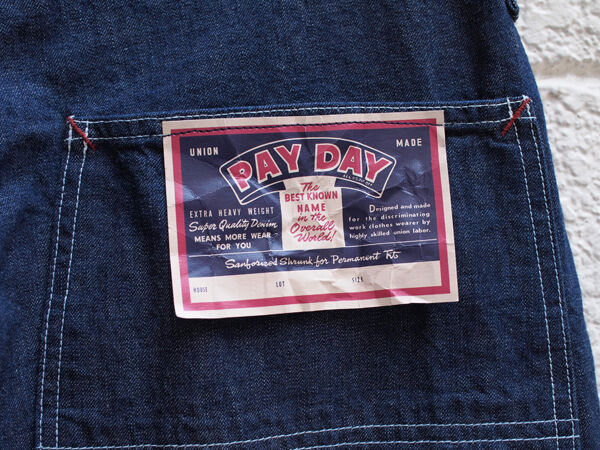 UNION MADE
PAY DAY
The
BEST KNOWN
NAME
in the
Overall
World!
EXTRA HEAVY WEIGHT
Super Quality Denim
MEANS MORE WEAR
FOR YOU
Designed and made
for the discriminating
work clothes wearer by
highly skilled union labor.
Sanforized Shrunk for Permanent Fit
HOUSE LOT SIZE